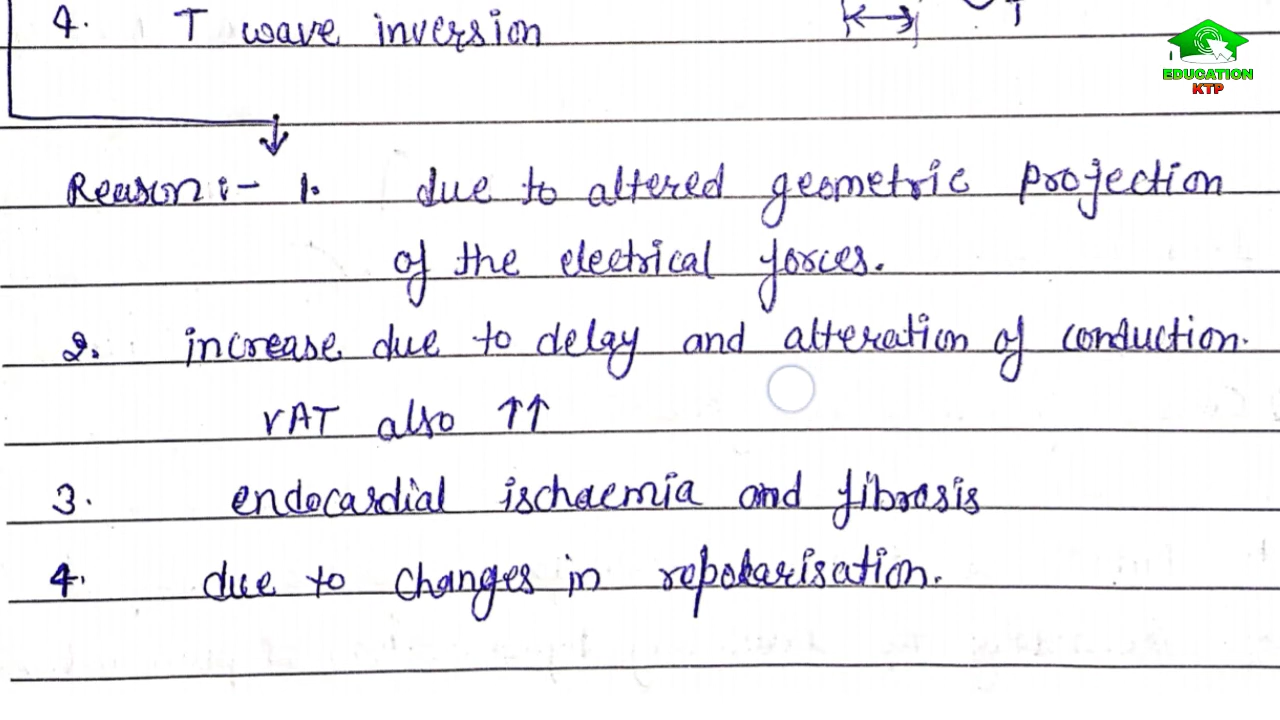 4. T wave inversion
T
EDUCATION
KTP
Reason :- 1. due to altered geometric projection
of the electrical forces.
2. increase due to delay and alteration of conduction.
VAT also ↑↑
3. endocardial ischaemia and fibrosis
4. due to changes in repolarisation.